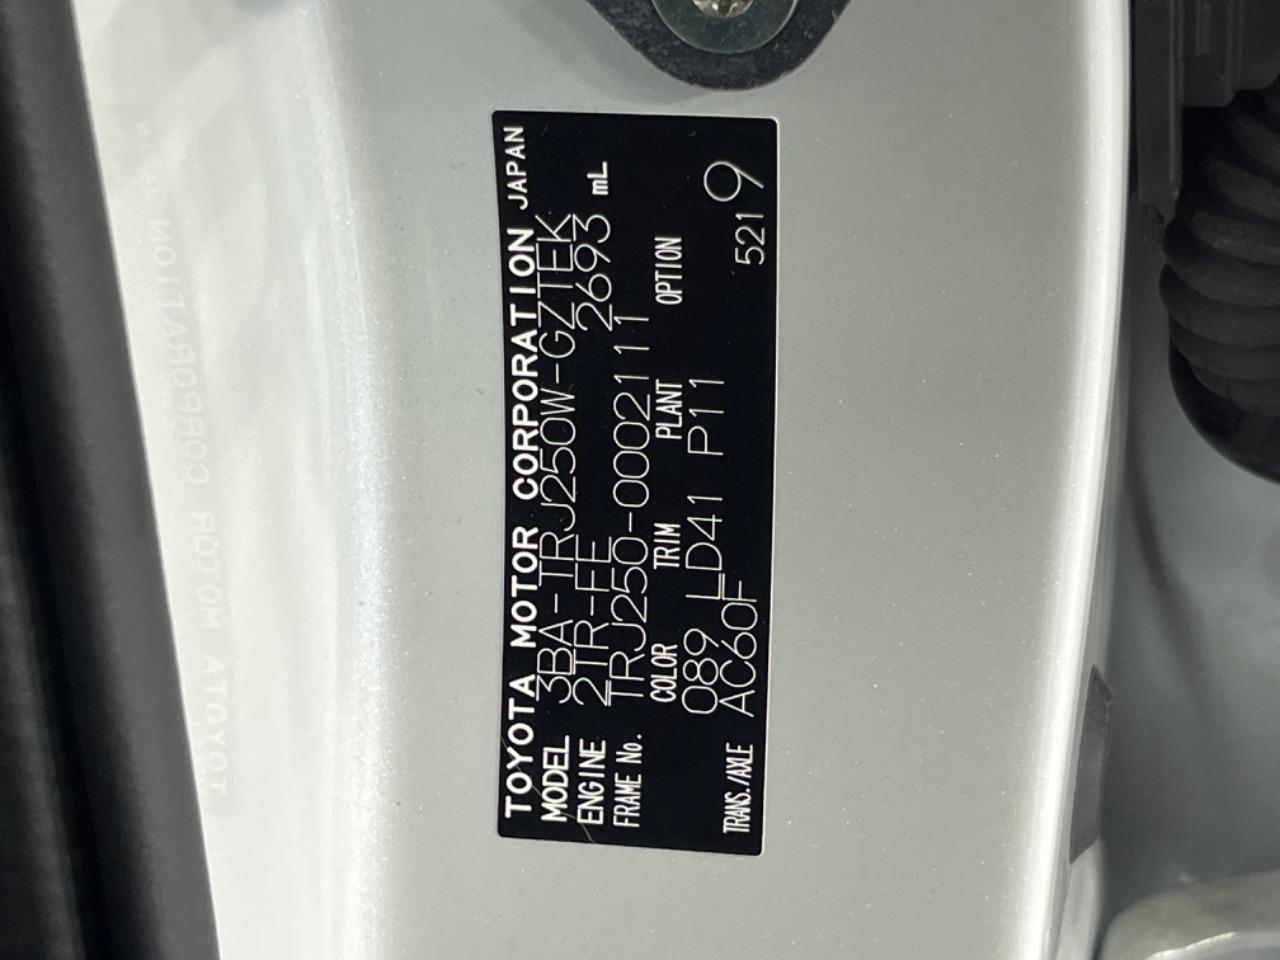 TOYOTA MOTOR CORPORATION JAPAN
MODEL 3BA-TRJ250W-GZTEK
ENGINE 2TR-FE 2693 mL
FRAME No. TRJ250-0002111
COLOR TRIM PLANT OPTION
089 LD41 P11
TRANS./AXLE AC60F 5219